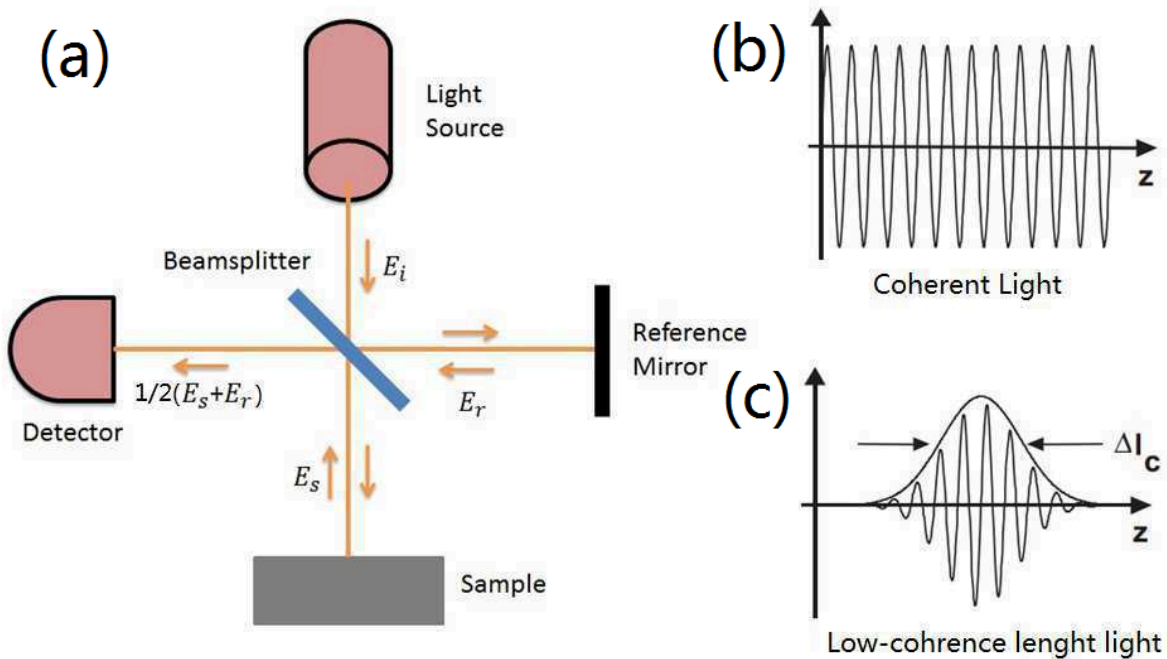 (a)
Light
Source
Beamsplitter
E_i
Reference
Mirror
E_r
1/2(E_s+E_r)
Detector
E_s
Sample
(b)
z
Coherent Light
(c)
Δl_c
z
Low-cohrence lenght light